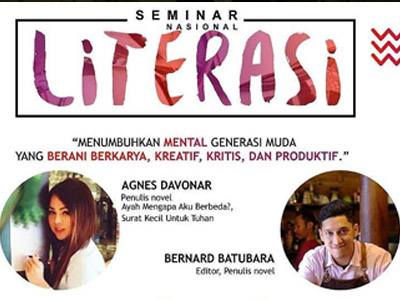 SEMINAR
NASIONAL
LiTERASi
“MENUMBUHKAN MENTAL GENERASI MUDA
YANG BERANI BERKARYA, KREATIF, KRITIS, DAN PRODUKTIF.”
AGNES DAVONAR
Penulis novel
Ayah Mengapa Aku Berbeda?,
Surat Kecil Untuk Tuhan
BERNARD BATUBARA
Editor, Penulis novel